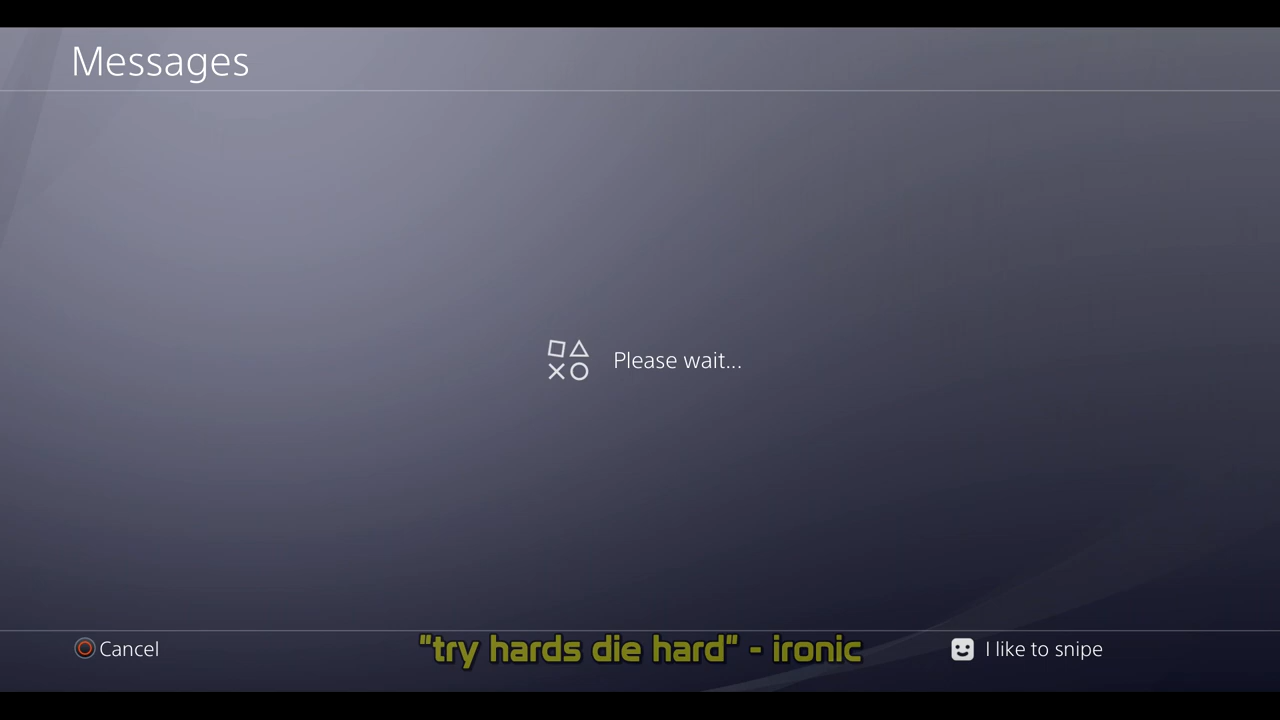 Messages
Please wait...
Cancel
"try hards die hard" - ironic
I like to snipe